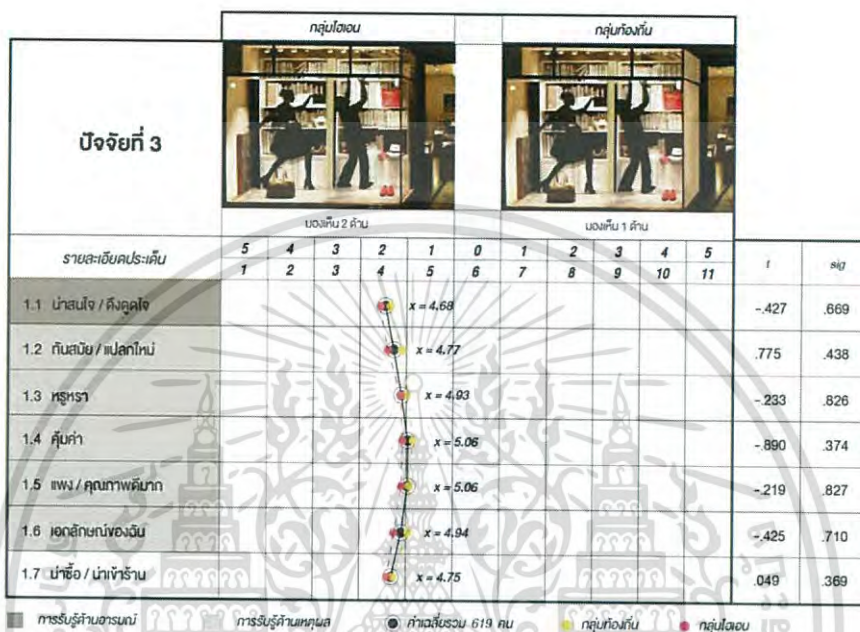 กลุ่มไฮเอน กลุ่มท้องถิ่น
ปัจจัยที่ 3
มองเห็น 2 ด้าน มองเห็น 1 ด้าน
รายละเอียดประเด็น 5 4 3 2 1 0 1 2 3 4 5 t sig
1 2 3 4 5 6 7 8 9 10 11
1.1 น่าสนใจ / ดึงดูดใจ x = 4.68 -.427 .669
1.2 ทันสมัย / แปลกใหม่ x = 4.77 .775 .438
1.3 หรูหรา x = 4.93 -.233 .826
1.4 คุ้มค่า x = 5.06 -.890 .374
1.5 แพง / คุณภาพดีมาก x = 5.06 -.219 .827
1.6 เอกลักษณ์ของฉัน x = 4.94 -.425 .710
1.7 น่าซื้อ / น่าเข้าร้าน x = 4.75 .049 .369
การรับรู้ด้านอารมณ์ การรับรู้ด้านเหตุผล ค่าเฉลี่ยรวม 619 คน กลุ่มท้องถิ่น กลุ่มไฮเอน